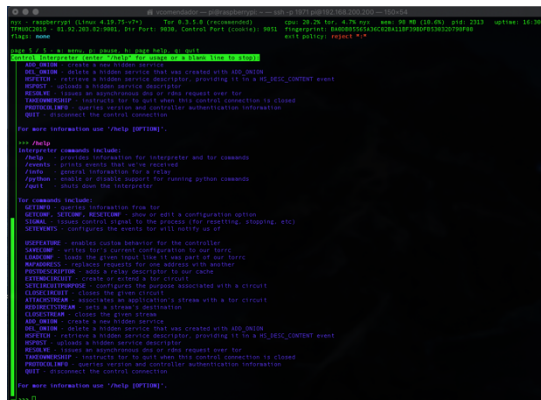 vcomendador — pi@raspberrypi: ~ — ssh -p 1971 pi@192.168.200.200 — 150×54
nyx - raspberrypi (Linux 4.19.75-v7+) Tor 0.3.5.8 (recommended) cpu: 20.2% tor, 4.7% nyx mem: 98 MB (10.6%) pid: 2313 uptime: 16:30
Dir Port: 9030, Control Port (cookie): 9051 fingerprint:
flags: none exit policy: reject *:*
page 5 / 5 - m: menu, p: pause, h: page help, q: quit
Control Interpreter (enter "/help" for usage or a blank line to stop):
ADD_ONION - create a new hidden service
DEL_ONION - delete a hidden service that was created with ADD_ONION
HSFETCH - retrieve a hidden service descriptor, providing it in a HS_DESC_CONTENT event
HSPOST - uploads a hidden service descriptor
RESOLVE - issues an asynchronous dns or rdns request over tor
TAKEOWNERSHIP - instructs tor to quit when this control connection is closed
PROTOCOLINFO - queries version and controller authentication information
QUIT - disconnect the control connection
For more information use '/help [OPTION]'.
>>> /help
Interpreter commands include:
/help - provides information for interpreter and tor commands
/events - prints events that we've received
/info - general information for a relay
/python - enable or disable support for running python commands
/quit - shuts down the interpreter
Tor commands include:
GETINFO - queries information from tor
GETCONF, SETCONF, RESETCONF - show or edit a configuration option
SIGNAL - issues control signal to the process (for resetting, stopping, etc)
SETEVENTS - configures the events tor will notify us of
USEFEATURE - enables custom behavior for the controller
SAVECONF - writes tor's current configuration to our torrc
LOADCONF - loads the given input like it was part of our torrc
MAPADDRESS - replaces requests for one address with another
POSTDESCRIPTOR - adds a relay descriptor to our cache
EXTENDCIRCUIT - create or extend a tor circuit
SETCIRCUITPURPOSE - configures the purpose associated with a circuit
CLOSECIRCUIT - closes the given circuit
ATTACHSTREAM - associates an application's stream with a tor circuit
REDIRECTSTREAM - sets a stream's destination
CLOSESTREAM - closes the given stream
ADD_ONION - create a new hidden service
DEL_ONION - delete a hidden service that was created with ADD_ONION
HSFETCH - retrieve a hidden service descriptor, providing it in a HS_DESC_CONTENT event
HSPOST - uploads a hidden service descriptor
RESOLVE - issues an asynchronous dns or rdns request over tor
TAKEOWNERSHIP - instructs tor to quit when this control connection is closed
PROTOCOLINFO - queries version and controller authentication information
QUIT - disconnect the control connection
For more information use '/help [OPTION]'.
>>>